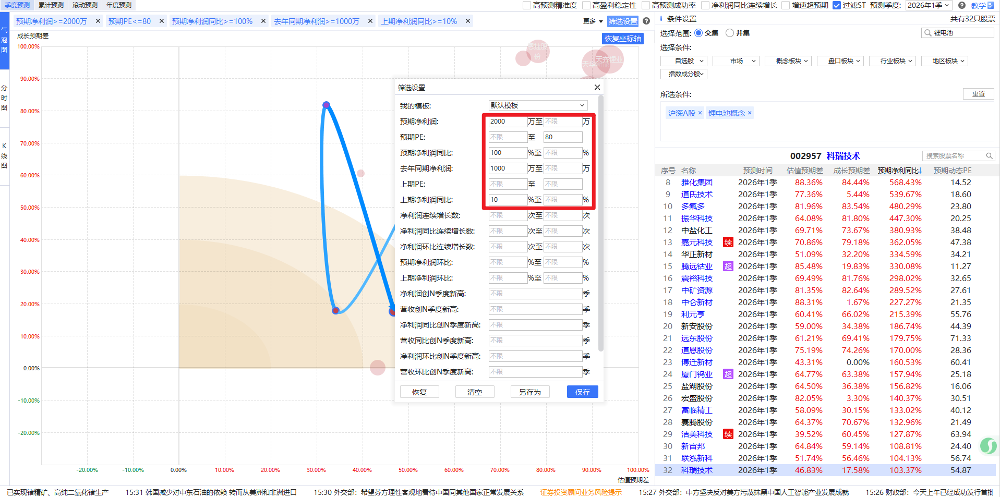 季度预测 累计预测 滚动预测 年度预测
高预测精准度 高盈利稳定性 高预测成功率 净利润同比连续增长 增速超预期 过滤ST 预测季度: 2026年1季 教学
预期净利润>=2000万 × 预期PE<=80 × 预期净利润同比>=100% × 去年同期净利润>=1000万 × 上期净利润同比>=10% ×
更多 筛选设置
气泡图
分时图
K线图
成长预期差
恢复坐标轴
100.00%
90.00%
80.00%
70.00%
60.00%
50.00%
40.00%
30.00%
20.00%
10.00%
0.00%
-10.00%
-20.00%
-20.00% -10.00% 0.00% 10.00% 20.00% 30.00% 40.00% 50.00% 60.00% 70.00% 80.00% 90.00% 100.00%
估值预期差
天齐锂业
筛选设置
我的模板: 默认模板
预期净利润: 2000 万至 不限 万
预期PE: 不限 至 80
预期净利润同比: 100 %至 不限 %
去年同期净利润: 1000 万至 不限 万
上期PE: 不限 至 不限
上期净利润同比: 10 %至 不限 %
净利润连续增长数: 不限 次至 不限 次
净利润同比连续增长数: 不限 次至 不限 次
净利润环比连续增长数: 不限 次至 不限 次
预期净利润环比: 不限 %至 不限 %
上期净利润环比: 不限 %至 不限 %
净利润创N季度新高: 不限 季
营收创N季度新高: 不限 季
净利润同比创N季度新高: 不限 季
营收同比创N季度新高: 不限 季
净利润环比创N季度新高: 不限 季
营收环比创N季度新高: 不限 季
恢复 清空 另存为 保存
条件设置 共有32只股票
选择范围: 交集 并集 锂电池
选择条件:
自选股 市场 概念板块 盘口板块 行业板块 地区板块
指数成分股
所选条件: 重置
沪深A股 × 锂电池概念 ×
002957 科瑞技术 搜索股票名称
序号 名称 预测时间 估值预期差 成长预期差 预期净利同比↓ 预期动态PE
8 雅化集团 2026年1季 88.36% 84.44% 568.43% 14.52
9 道氏技术 2026年1季 77.36% 5.44% 539.67% 18.60
10 多氟多 2026年1季 81.96% 83.54% 480.29% 23.80
11 振华科技 2026年1季 64.08% 81.80% 447.30% 20.25
12 中盐化工 2026年1季 69.71% 73.67% 380.93% 38.48
13 嘉元科技 续 2026年1季 70.86% 79.18% 362.05% 47.38
14 华正新材 2026年1季 51.09% 32.20% 334.59% 34.21
15 腾远钴业 超 2026年1季 85.48% 19.83% 330.08% 11.27
16 震裕科技 2026年1季 69.49% 81.76% 298.02% 32.65
17 中矿资源 2026年1季 81.35% 82.64% 289.52% 27.61
18 中仑新材 2026年1季 88.31% 1.67% 227.27% 21.35
19 利元亨 2026年1季 60.41% 66.02% 215.39% 55.76
20 新安股份 2026年1季 59.00% 34.38% 186.74% 44.39
21 远东股份 2026年1季 61.21% 69.41% 179.75% 71.33
22 道恩股份 2026年1季 75.19% 74.26% 170.00% 28.36
23 博迁新材 2026年1季 43.31% 0.00% 160.53% 60.41
24 厦门钨业 超 2026年1季 64.77% 63.38% 157.94% 25.18
25 盐湖股份 2026年1季 64.50% 36.38% 156.82% 16.06
26 宏盛股份 2026年1季 82.05% 3.30% 140.37% 30.51
27 富临精工 2026年1季 58.09% 30.15% 133.02% 40.12
28 赛腾股份 2026年1季 64.37% 70.67% 132.96% 21.49
29 洁美科技 续 2026年1季 39.52% 60.45% 127.87% 63.94
30 新宙邦 2026年1季 64.84% 59.14% 108.81% 24.40
31 联泓新科 2026年1季 51.74% 56.46% 104.13% 56.74
32 科瑞技术 2026年1季 46.83% 17.58% 103.37% 54.87
已实现锗精矿、高纯二氧化锗生产 15:31 韩国减少对中东石油的依赖 转而从美洲和非洲进口 15:30 外交部：希望芬方理性客观地看待中国同其他国家正常发展关系 证券投资顾问业务风险提示 15:27 外交部：中方坚决反对美方污蔑抹黑中国人工智能产业发展成就 15:26 财政部：今天上午已经成功发行首批